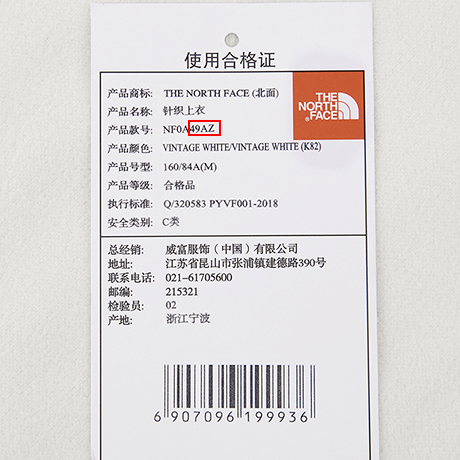 使用合格证
产品商标: THE NORTH FACE (北面)
产品名称: 针织上衣
产品款号: NF0A49AZ
产品颜色: VINTAGE WHITE/VINTAGE WHITE (K82)
产品号型: 160/84A(M)
产品等级: 合格品
执行标准: Q/320583 PYVF001-2018
安全类别: C类
THE
NORTH
FACE
总经销: 威富服饰（中国）有限公司
地址: 江苏省昆山市张浦镇建德路390号
联系电话: 021-61705600
邮编: 215321
检验员: 02
产地: 浙江宁波
6 907096 199936